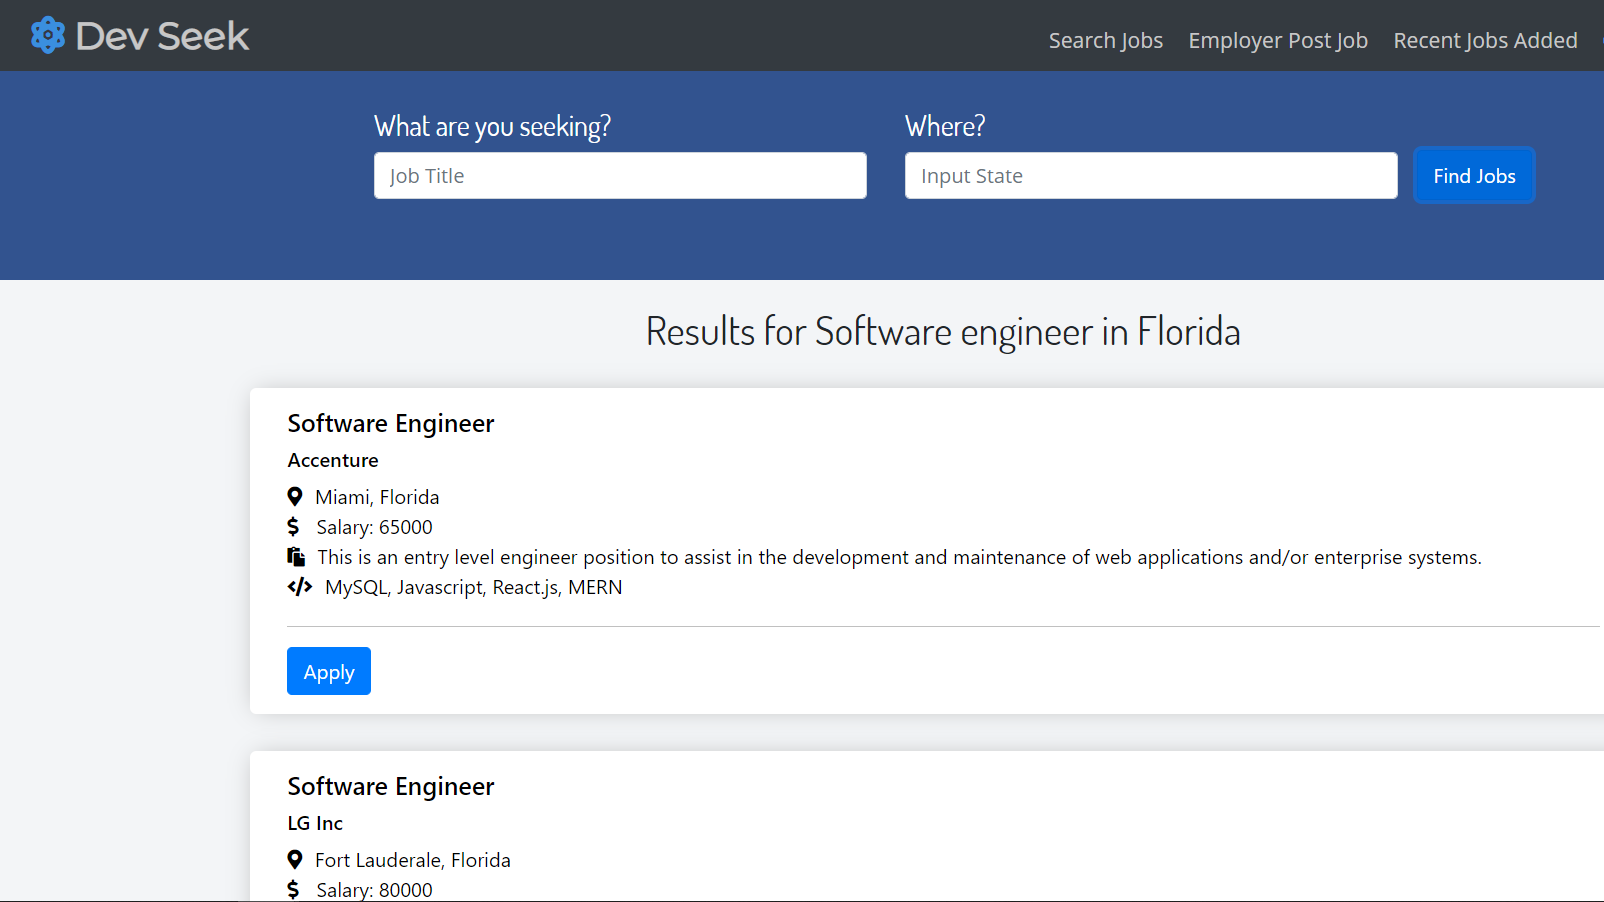 Dev Seek
Search Jobs Employer Post Job Recent Jobs Added
What are you seeking? Where?
Job Title Input State Find Jobs
Results for Software engineer in Florida
Software Engineer
Accenture
Miami, Florida
$ Salary: 65000
This is an entry level engineer position to assist in the development and maintenance of web applications and/or enterprise systems.
</> MySQL, Javascript, React.js, MERN
Apply
Software Engineer
LG Inc
Fort Lauderale, Florida
$ Salary: 80000